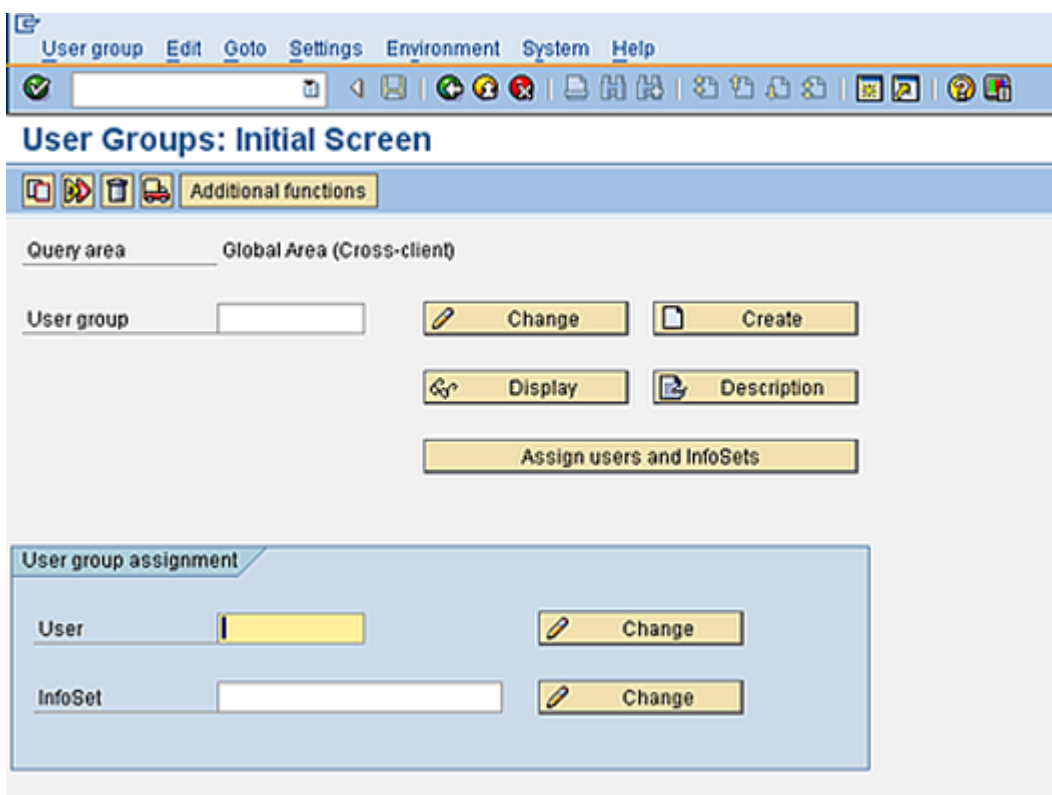 User group Edit Goto Settings Environment System Help
User Groups: Initial Screen
Additional functions
Query area Global Area (Cross-client)
User group Change Create
Display Description
Assign users and InfoSets
User group assignment
User Change
InfoSet Change